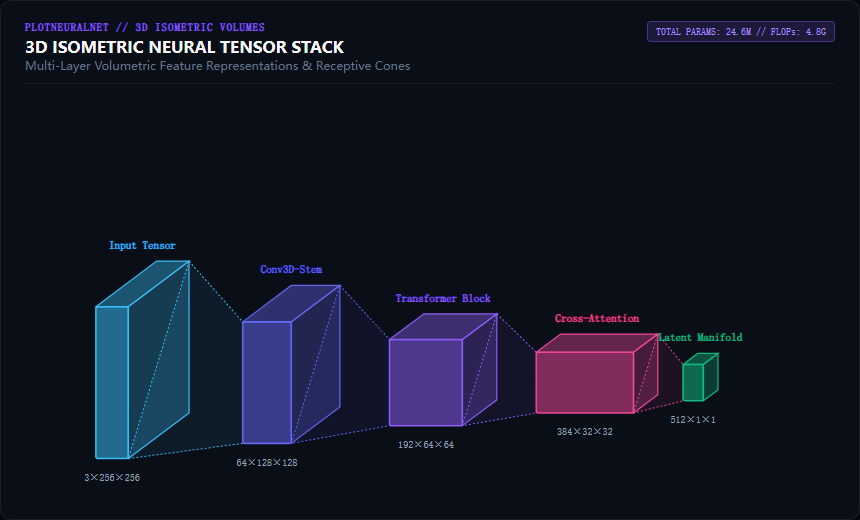 PLOTNEURALNET // 3D ISOMETRIC VOLUMES
3D ISOMETRIC NEURAL TENSOR STACK
Multi-Layer Volumetric Feature Representations & Receptive Cones
TOTAL PARAMS: 24.6M // FLOPs: 4.8G
Input Tensor
Conv3D-Stem
Transformer Block
Cross-Attention
Latent Manifold
3×256×256
64×128×128
192×64×64
384×32×32
512×1×1